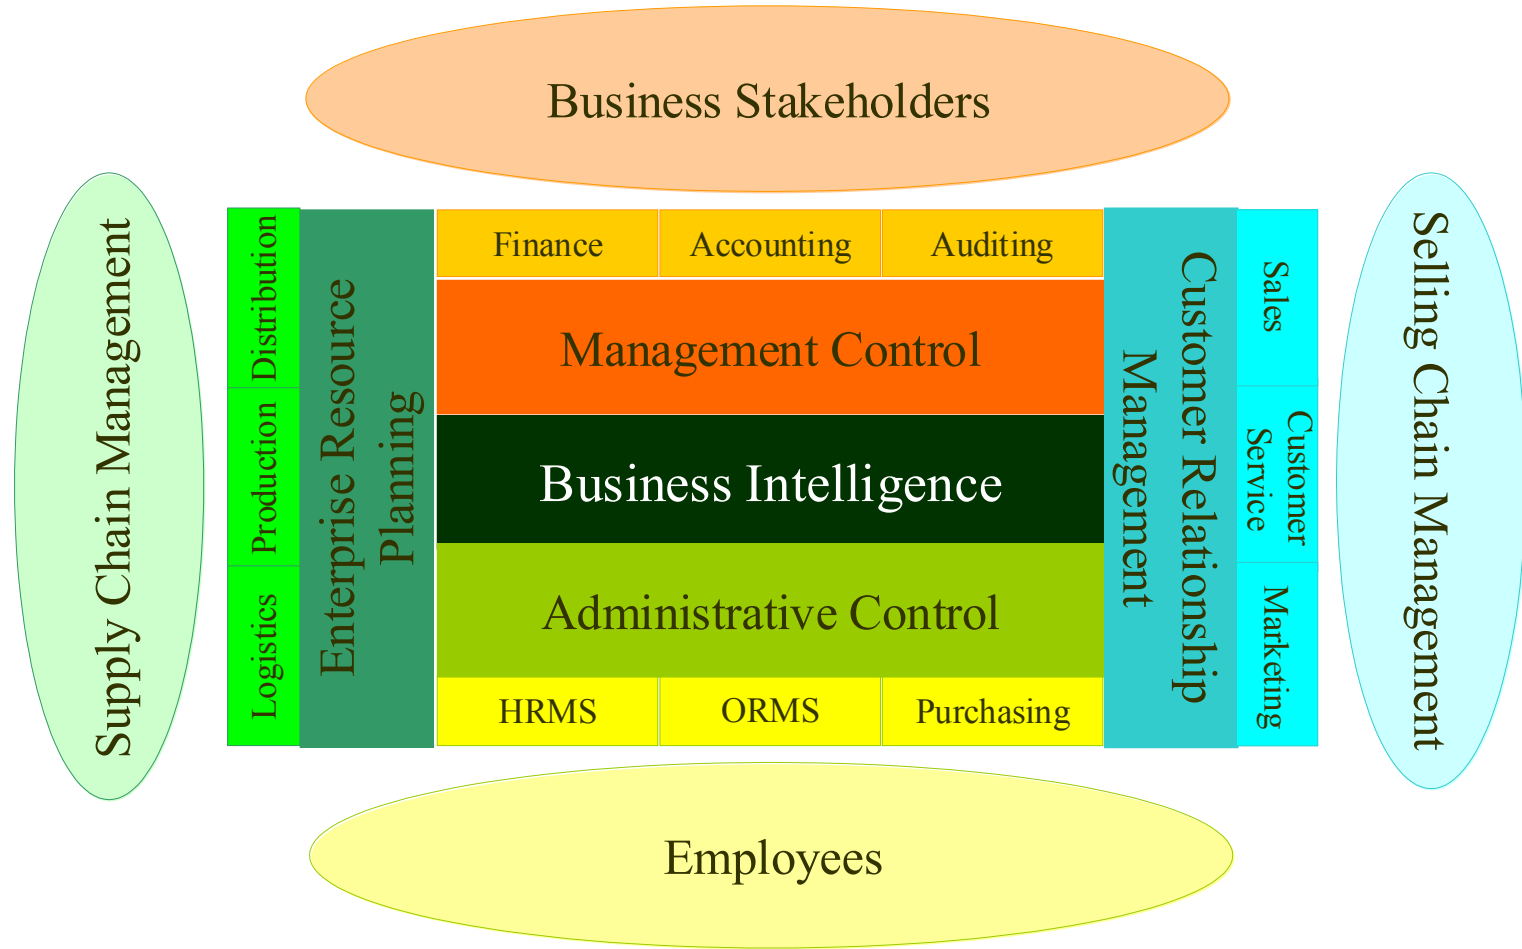 Business Stakeholders
Supply Chain Management
Distribution
Production
Logistics
Enterprise Resource
Planning
Finance
Accounting
Auditing
Management Control
Business Intelligence
Administrative Control
HRMS
ORMS
Purchasing
Customer Relationship
Management
Sales
Customer
Service
Marketing
Selling Chain Management
Employees